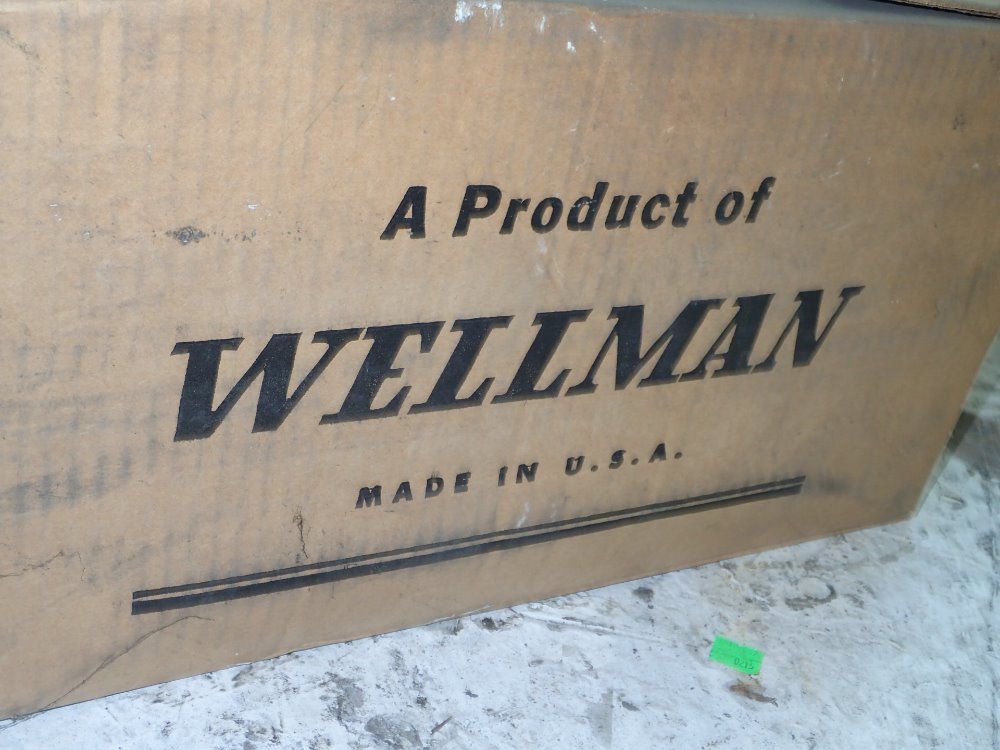 A Product of
WELLMAN
MADE IN U.S.A.